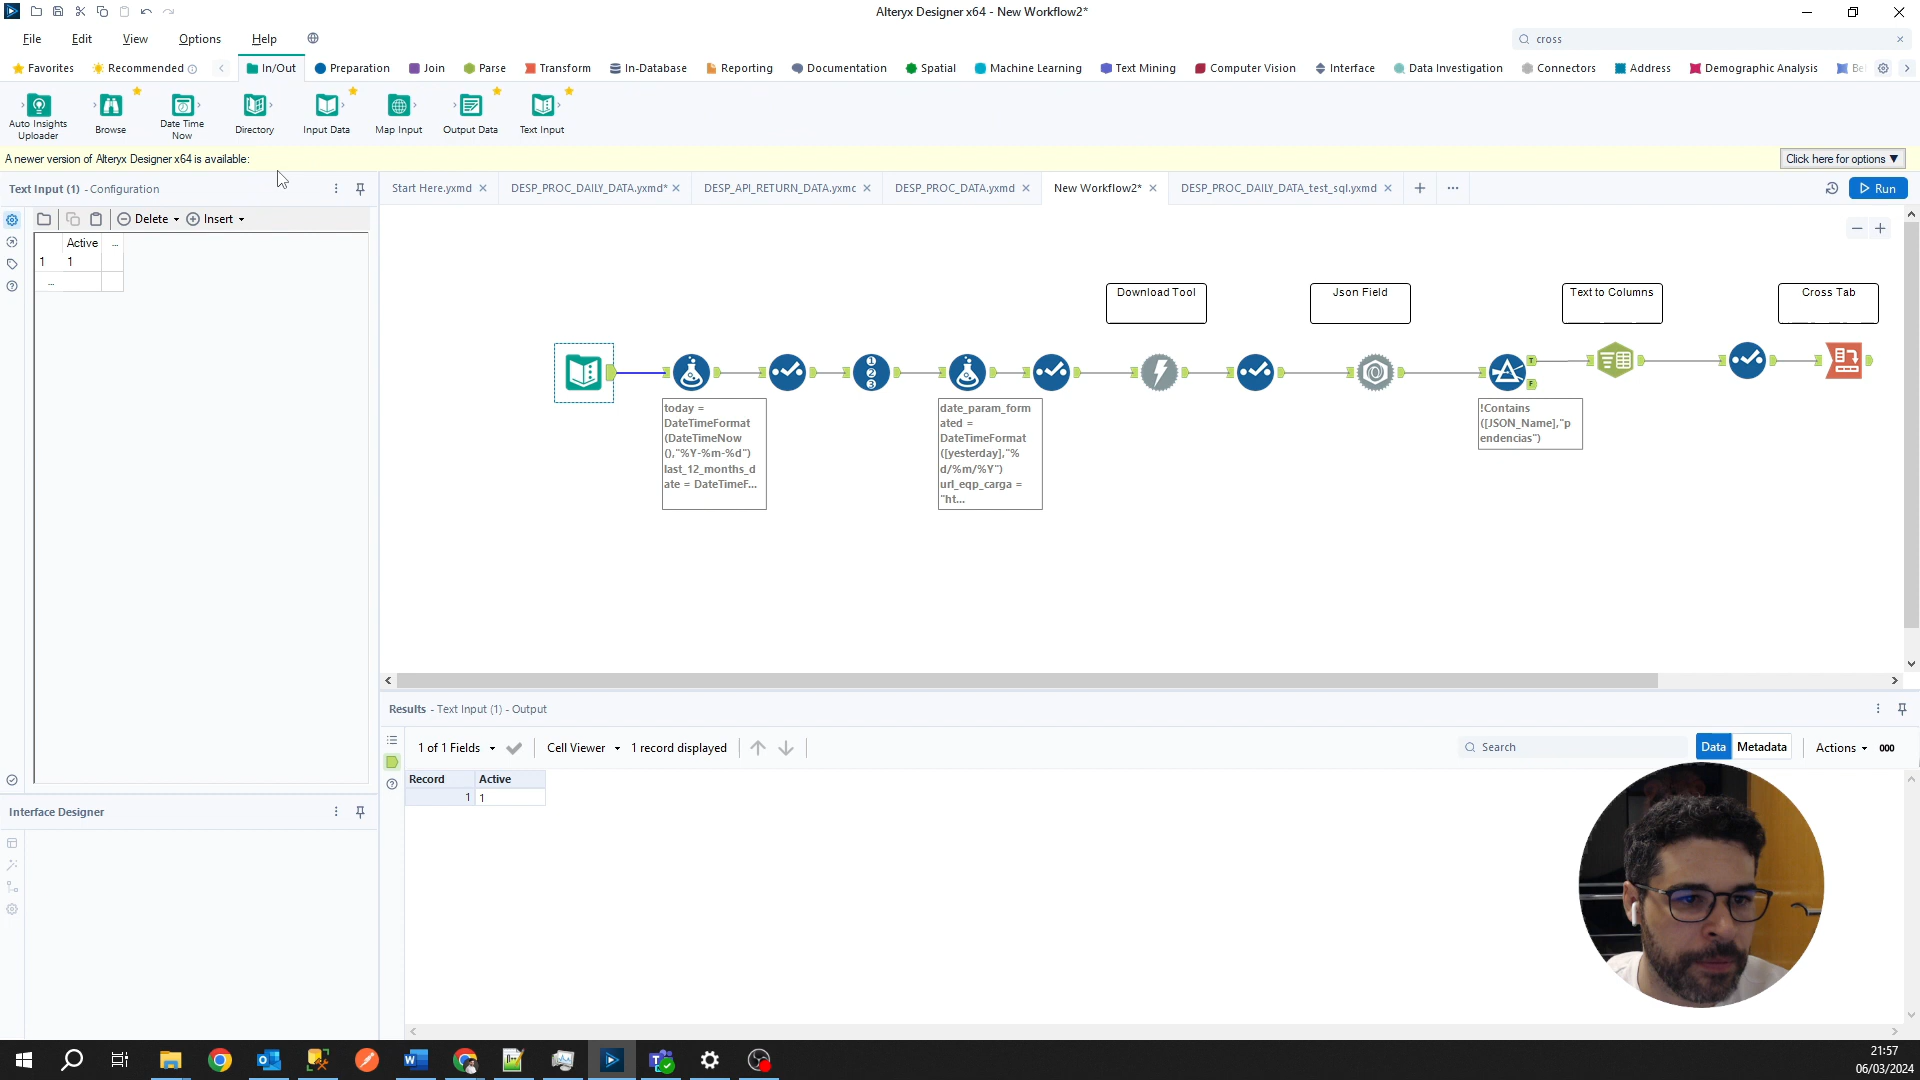 Alteryx Designer x64 - New Workflow2*
File Edit View Options Help
cross
Favorites Recommended In/Out Preparation Join Parse Transform In-Database Reporting Documentation Spatial Machine Learning Text Mining Computer Vision Interface Data Investigation Connectors Address Demographic Analysis Be
Auto Insights Uploader
Browse
Date Time Now
Directory
Input Data
Map Input
Output Data
Text Input
A newer version of Alteryx Designer x64 is available:
Click here for options ▼
Text Input (1) - Configuration
Start Here.yxmd DESP_PROC_DAILY_DATA.yxmd* DESP_API_RETURN_DATA.yxmc DESP_PROC_DATA.yxmd New Workflow2* DESP_PROC_DAILY_DATA_test_sql.yxmd
Run
Delete Insert
Active ...
1 1
...
Download Tool
Json Field
Text to Columns
Cross Tab
1
2
3
T
F
today =
DateTimeFormat
(DateTimeNow
(),"%Y-%m-%d")
last_12_months_d
ate = DateTimeF...
date_param_form
ated =
DateTimeFormat
([yesterday],"%
d/%m/%Y")
url_eqp_carga =
"ht...
!Contains
([JSON_Name],"p
endencias")
Results - Text Input (1) - Output
1 of 1 Fields Cell Viewer 1 record displayed
Search
Data Metadata Actions 000
Record Active
1 1
Interface Designer
21:57
06/03/2024